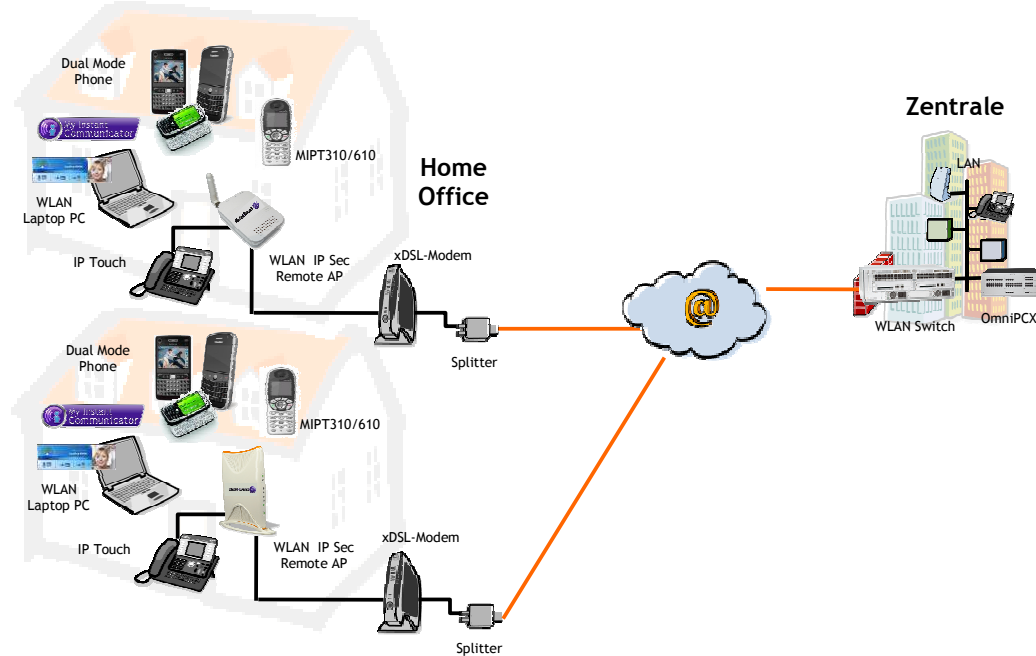 Dual Mode
Phone
My Instant
Communicator
MIPT310/610
WLAN
Laptop PC
IP Touch
WLAN IP Sec
Remote AP
Home
Office
xDSL-Modem
Splitter
@
Zentrale
LAN
WLAN Switch
OmniPCX
Dual Mode
Phone
My Instant
Communicator
MIPT310/610
WLAN
Laptop PC
IP Touch
WLAN IP Sec
Remote AP
xDSL-Modem
Splitter